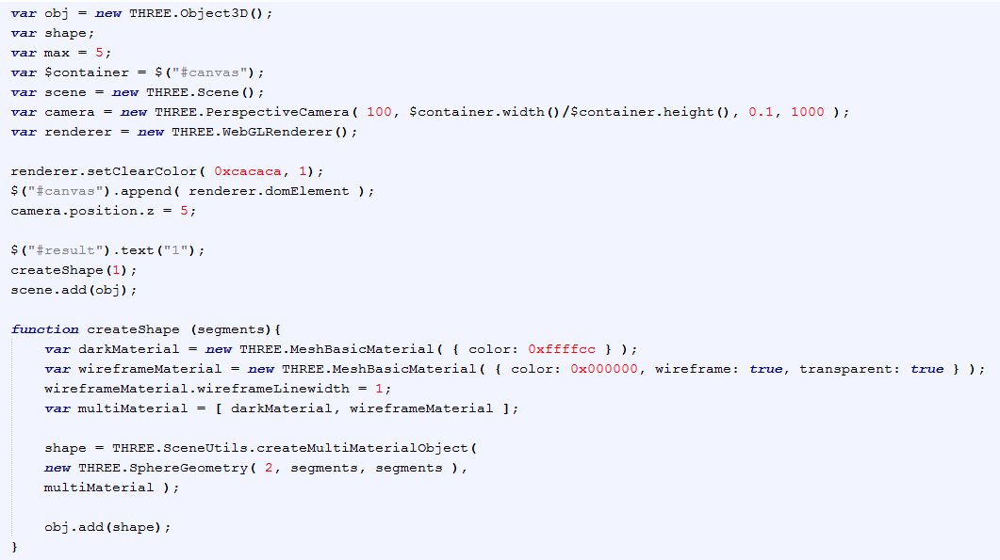 var obj = new THREE.Object3D();
var shape;
var max = 5;
var $container = $("#canvas");
var scene = new THREE.Scene();
var camera = new THREE.PerspectiveCamera( 100, $container.width()/$container.height(), 0.1, 1000 );
var renderer = new THREE.WebGLRenderer();

renderer.setClearColor( 0xcacaca, 1);
$("#canvas").append( renderer.domElement );
camera.position.z = 5;

$("#result").text("1");
createShape(1);
scene.add(obj);

function createShape (segments){
    var darkMaterial = new THREE.MeshBasicMaterial( { color: 0xffffcc } );
    var wireframeMaterial = new THREE.MeshBasicMaterial( { color: 0x000000, wireframe: true, transparent: true } );
    wireframeMaterial.wireframeLinewidth = 1;
    var multiMaterial = [ darkMaterial, wireframeMaterial ];

    shape = THREE.SceneUtils.createMultiMaterialObject(
    new THREE.SphereGeometry( 2, segments, segments ),
    multiMaterial );

    obj.add(shape);
}